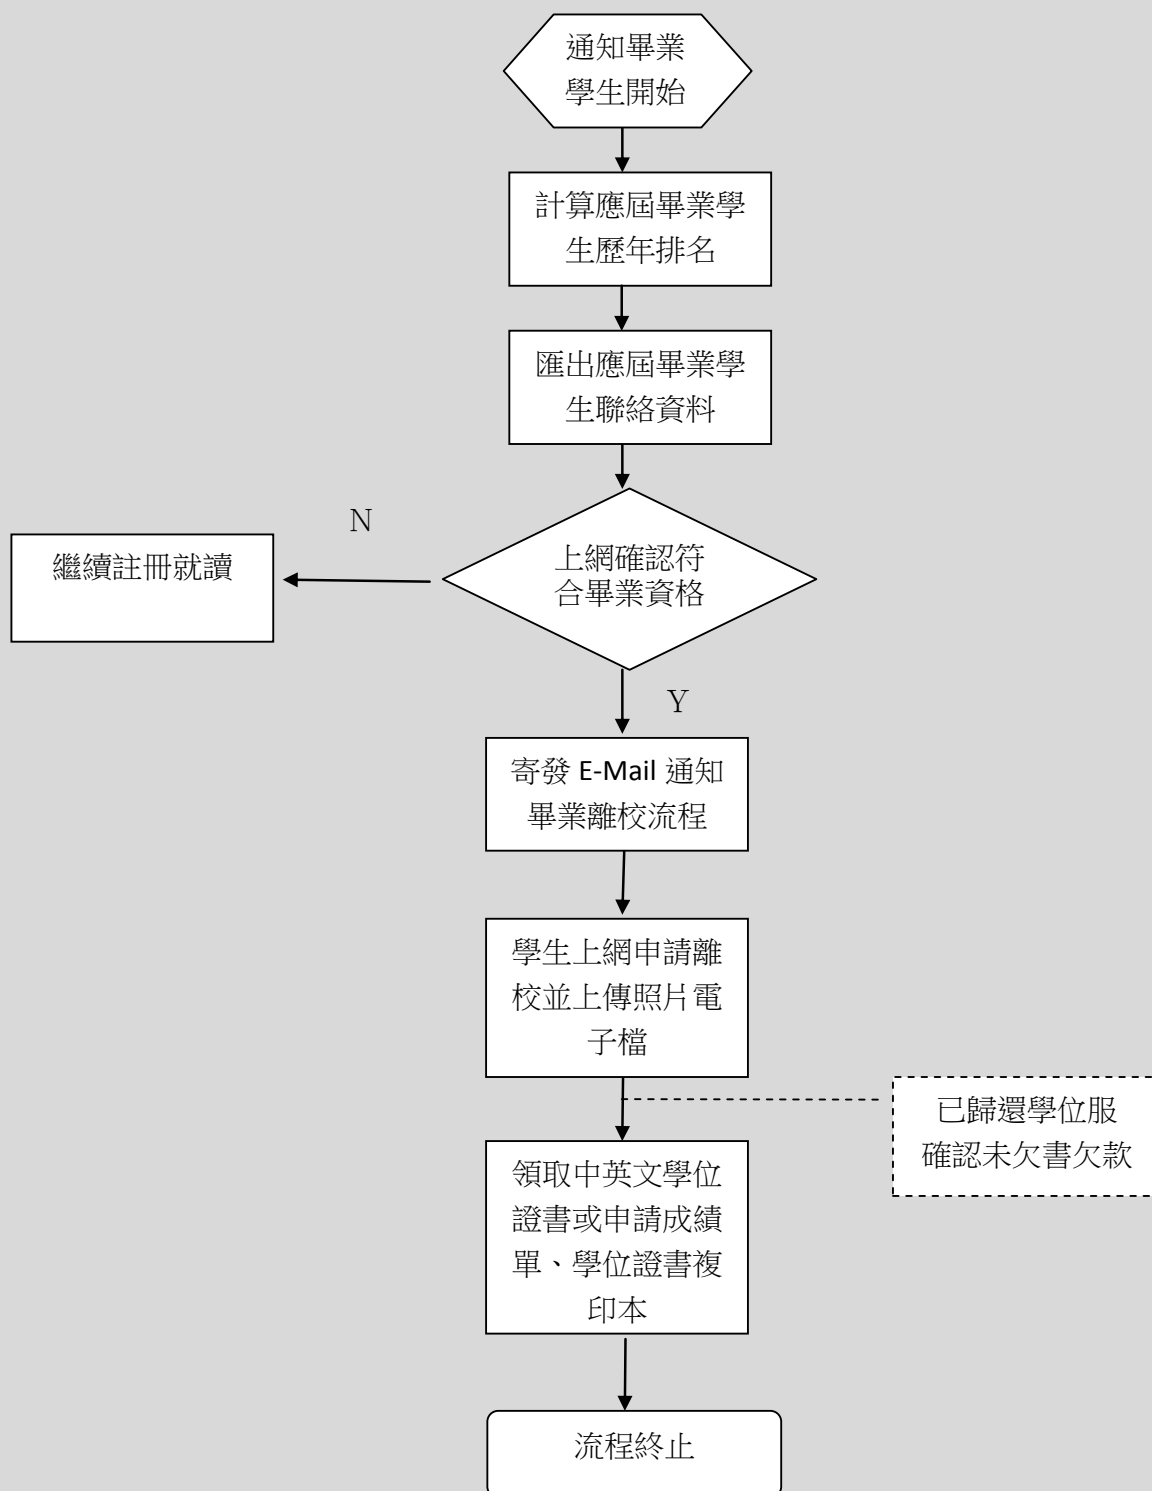 通知畢業
學生開始
計算應屆畢業學
生歷年排名
匯出應屆畢業學
生聯絡資料
N
繼續註冊就讀
上網確認符
合畢業資格
Y
寄發 E-Mail 通知
畢業離校流程
學生上網申請離
校並上傳照片電
子檔
已歸還學位服
確認未欠書欠款
領取中英文學位
證書或申請成績
單、學位證書複
印本
流程終止